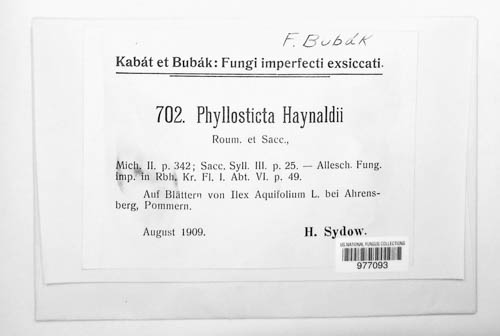 F. Bubák
Kabát et Bubák: Fungi imperfecti exsiccati.
702. Phyllosticta Haynaldii
Roum. et Sacc.,
Mich. II. p. 342; Sacc. Syll. III. p. 25. — Allesch. Fung.
imp. in Rbh. Kr. Fl. I. Abt. VI. p. 49.
Auf Blättern von Ilex Aquifolium L. bei Ahrens-
berg, Pommern.
August 1909. H. Sydow.
US NATIONAL FUNGUS COLLECTIONS
977093